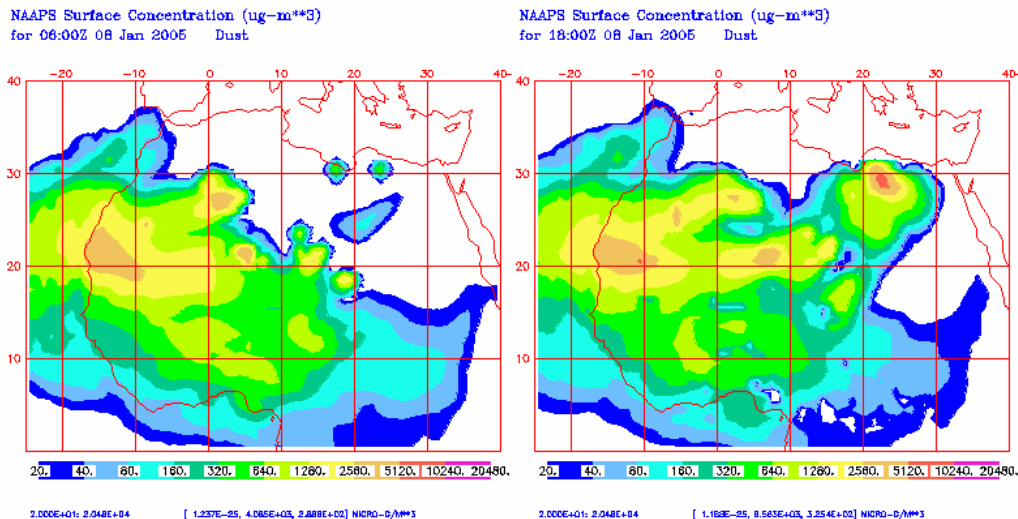 NAAPS Surface Concentration (ug-m**3)
for 06:00Z 08 Jan 2005 Dust
-20 -10 0 10 20 30 40
40
30
20
10
20. 40. 80. 160. 320. 640. 1280. 2560. 5120. 10240. 20480.
2.000E+01: 2.048E+04 [ 1.237E-25, 4.065E+03, 2.888E+02] MICRO-G/M**3
NAAPS Surface Concentration (ug-m**3)
for 18:00Z 08 Jan 2005 Dust
-20 -10 0 10 20 30 40
40
30
20
10
20. 40. 80. 160. 320. 640. 1280. 2560. 5120. 10240. 20480.
2.000E+01: 2.048E+04 [ 1.168E-25, 8.563E+03, 3.254E+02] MICRO-G/M**3